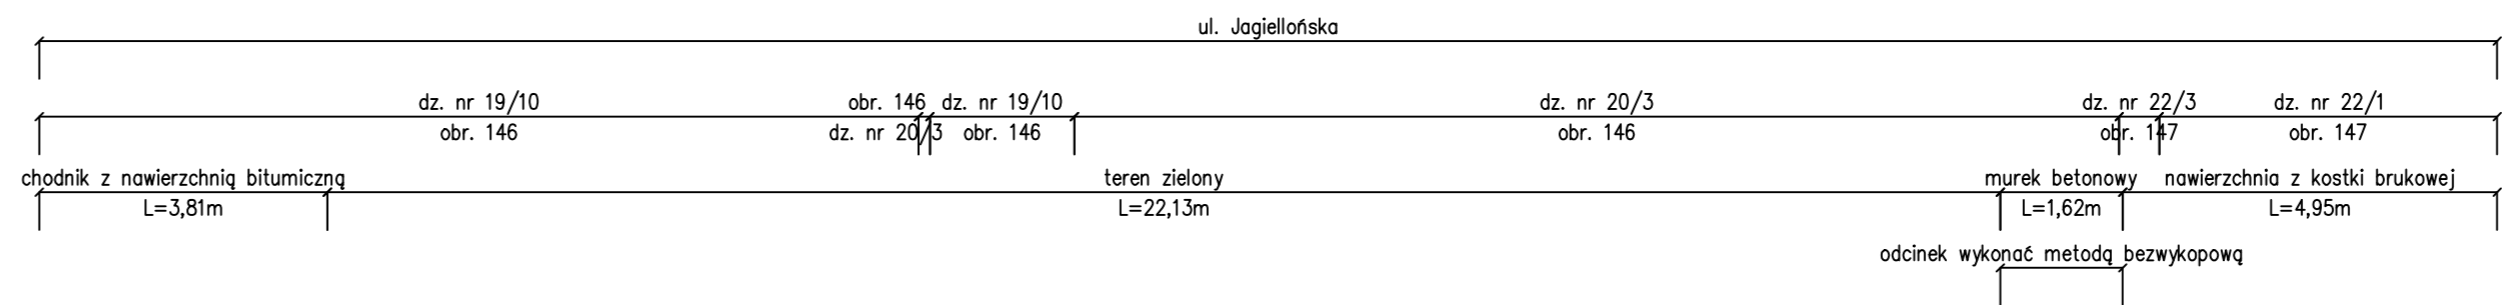 ul. Jagiellońska
dz. nr 19/10 obr. 146 dz. nr 19/10 dz. nr 20/3 dz. nr 22/3 dz. nr 22/1
obr. 146 dz. nr 20/3 obr. 146 obr. 146 obr. 147 obr. 147
chodnik z nawierzchnią bitumiczną teren zielony murek betonowy nawierzchnia z kostki brukowej
L=3,81m L=22,13m L=1,62m L=4,95m
odcinek wykonać metodą bezwykopową